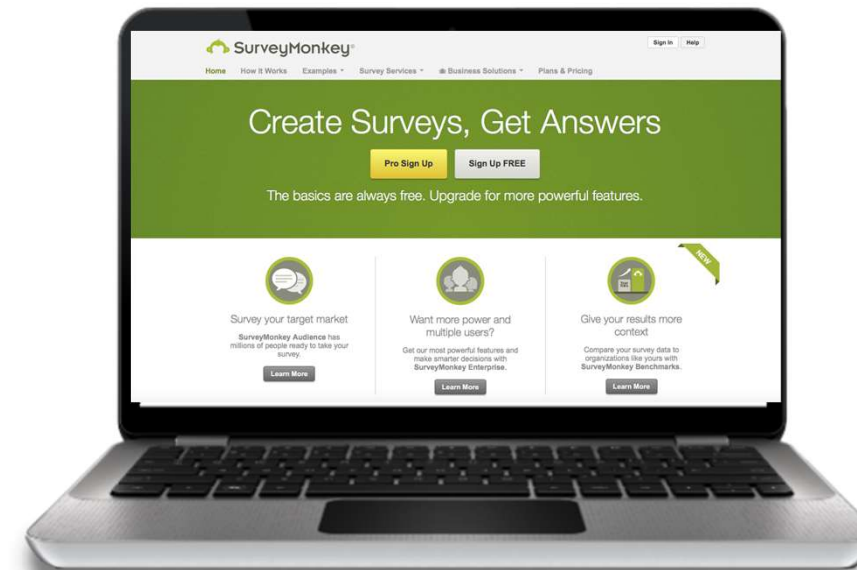 SurveyMonkey®
Sign In Help
Home How It Works Examples Survey Services Business Solutions Plans & Pricing
Create Surveys, Get Answers
Pro Sign Up Sign Up FREE
The basics are always free. Upgrade for more powerful features.
NEW
Survey your target market
SurveyMonkey Audience has
millions of people ready to take your
survey.
Learn More
Want more power and
multiple users?
Get our most powerful features and
make smarter decisions with
SurveyMonkey Enterprise.
Learn More
Give your results more
context
Compare your survey data to
organizations like yours with
SurveyMonkey Benchmarks.
Learn More